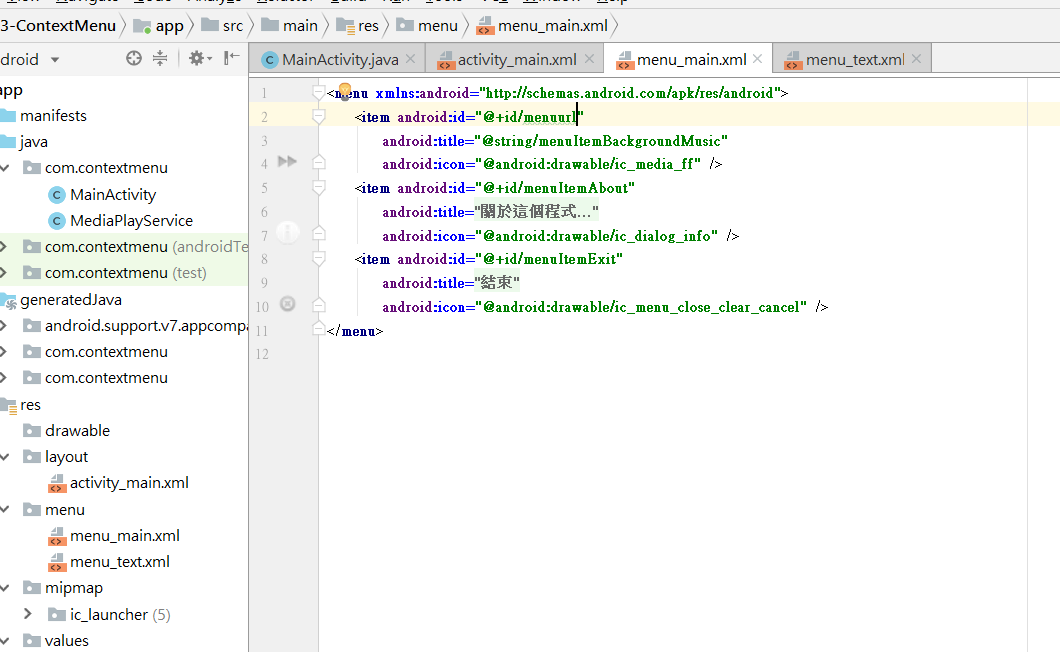 3-ContextMenu app src main res menu menu_main.xml
droid
MainActivity.java activity_main.xml menu_main.xml menu_text.xml
app
manifests
java
com.contextmenu
MainActivity
MediaPlayService
com.contextmenu (androidTe
com.contextmenu (test)
generatedJava
android.support.v7.appcompa
com.contextmenu
com.contextmenu
res
drawable
layout
activity_main.xml
menu
menu_main.xml
menu_text.xml
mipmap
ic_launcher (5)
values
1 <menu xmlns:android="http://schemas.android.com/apk/res/android">
2 <item android:id="@+id/menuurl"
3 android:title="@string/menuItemBackgroundMusic"
4 android:icon="@android:drawable/ic_media_ff" />
5 <item android:id="@+id/menuItemAbout"
6 android:title="關於這個程式..."
7 android:icon="@android:drawable/ic_dialog_info" />
8 <item android:id="@+id/menuItemExit"
9 android:title="結束"
10 android:icon="@android:drawable/ic_menu_close_clear_cancel" />
11 </menu>
12